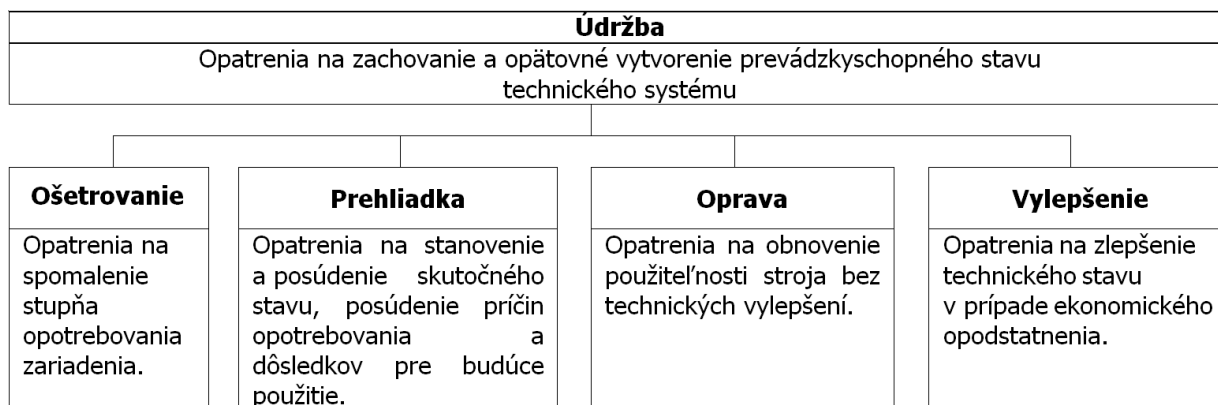 Údržba
Opatrenia na zachovanie a opätovné vytvorenie prevádzkyschopného stavu
technického systému
Ošetrovanie
Opatrenia na
spomalenie
stupňa
opotrebovania
zariadenia.
Prehliadka
Opatrenia na stanovenie
a posúdenie skutočného
stavu, posúdenie príčin
opotrebovania a
dôsledkov pre budúce
použitie.
Oprava
Opatrenia na obnovenie
použiteľnosti stroja bez
technických vylepšení.
Vylepšenie
Opatrenia na zlepšenie
technického stavu
v prípade ekonomického
opodstatnenia.